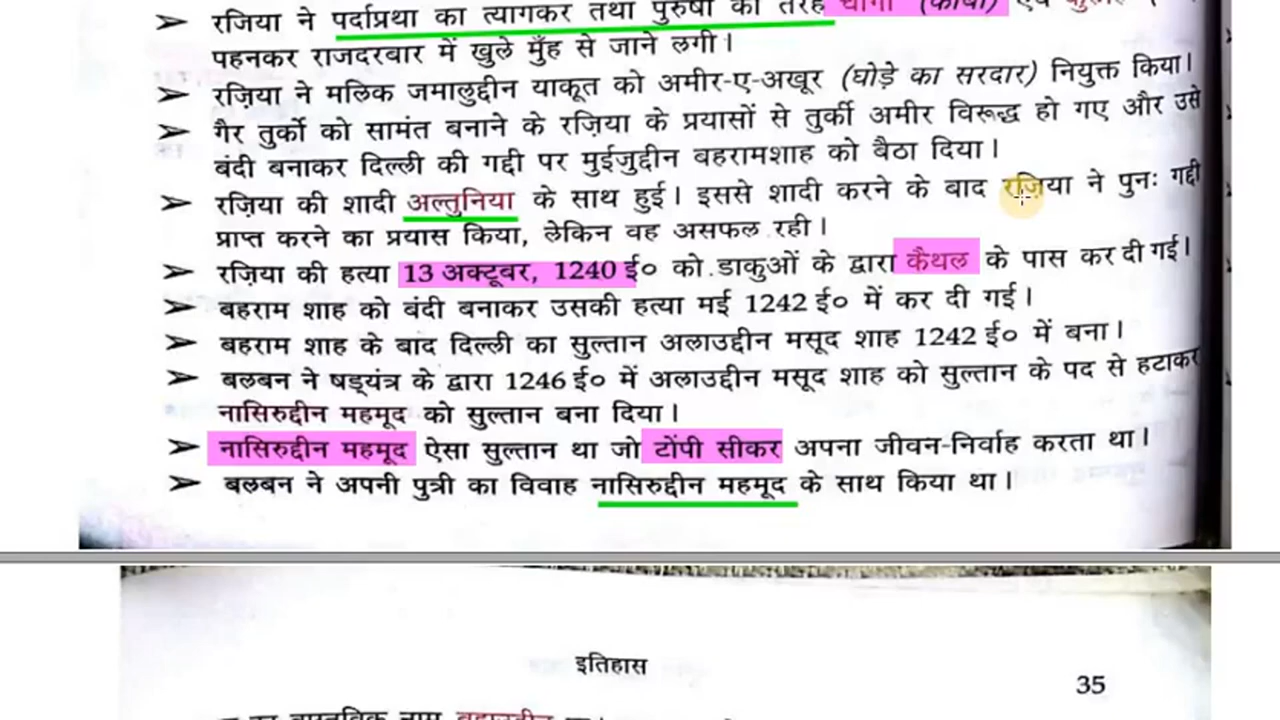 ➤ रजिया ने पर्दाप्रथा का त्यागकर तथा पुरुषों की तरह चोगा (काबा) एवं कुलाह
पहनकर राजदरबार में खुले मुँह से जाने लगी।
➤ रज़िया ने मलिक जमालुद्दीन याकूत को अमीर-ए-अखूर (घोड़े का सरदार) नियुक्त किया।
➤ गैर तुर्को को सामंत बनाने के रज़िया के प्रयासों से तुर्की अमीर विरूद्ध हो गए और उसे
बंदी बनाकर दिल्ली की गद्दी पर मुईजुद्दीन बहरामशाह को बैठा दिया।
➤ रज़िया की शादी अल्तुनिया के साथ हुई। इससे शादी करने के बाद रज़िया ने पुनः गद्दी
प्राप्त करने का प्रयास किया, लेकिन वह असफल रही।
➤ रज़िया की हत्या 13 अक्टूबर, 1240 ई० को डाकुओं के द्वारा कैथल के पास कर दी गई।
➤ बहराम शाह को बंदी बनाकर उसकी हत्या मई 1242 ई० में कर दी गई।
➤ बहराम शाह के बाद दिल्ली का सुल्तान अलाउद्दीन मसूद शाह 1242 ई० में बना।
➤ बलबन ने षड्यंत्र के द्वारा 1246 ई० में अलाउद्दीन मसूद शाह को सुल्तान के पद से हटाकर
नासिरुद्दीन महमूद को सुल्तान बना दिया।
➤ नासिरुद्दीन महमूद ऐसा सुल्तान था जो टोंपी सीकर अपना जीवन-निर्वाह करता था।
➤ बलबन ने अपनी पुत्री का विवाह नासिरुद्दीन महमूद के साथ किया था।
इतिहास
35
का वास्तविक नाम बहाउद्दीन